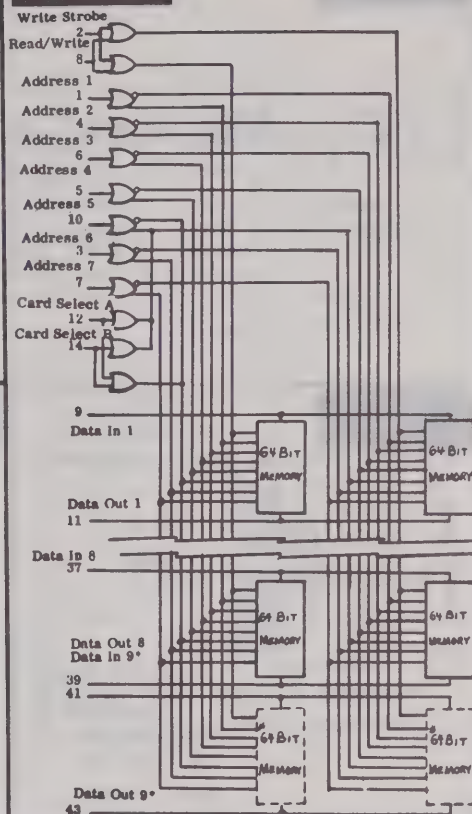 Write Strobe
2
Read/Write
8
Address 1
1
Address 2
4
Address 3
6
Address 4
5
Address 5
10
Address 6
3
Address 7
7
Card Select A
12
Card Select B
14
9
Data In 1
64 BIT
MEMORY
64 BIT
MEMORY
Data Out 1
11
Data In 8
37
64 BIT
MEMORY
64 BIT
MEMORY
Data Out 8
Data In 9*
39
41
64 BIT
MEMORY
64 BIT
MEMORY
Data Out 9*
43